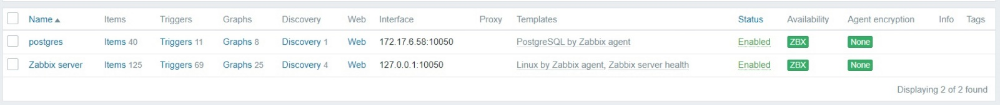 Name Items Triggers Graphs Discovery Web Interface Proxy Templates Status Availability Agent encryption Info Tags
postgres Items 40 Triggers 11 Graphs 8 Discovery 1 Web 172.17.6.58:10050 PostgreSQL by Zabbix agent Enabled ZBX None
Zabbix server Items 125 Triggers 69 Graphs 25 Discovery 4 Web 127.0.0.1:10050 Linux by Zabbix agent, Zabbix server health Enabled ZBX None
Displaying 2 of 2 found